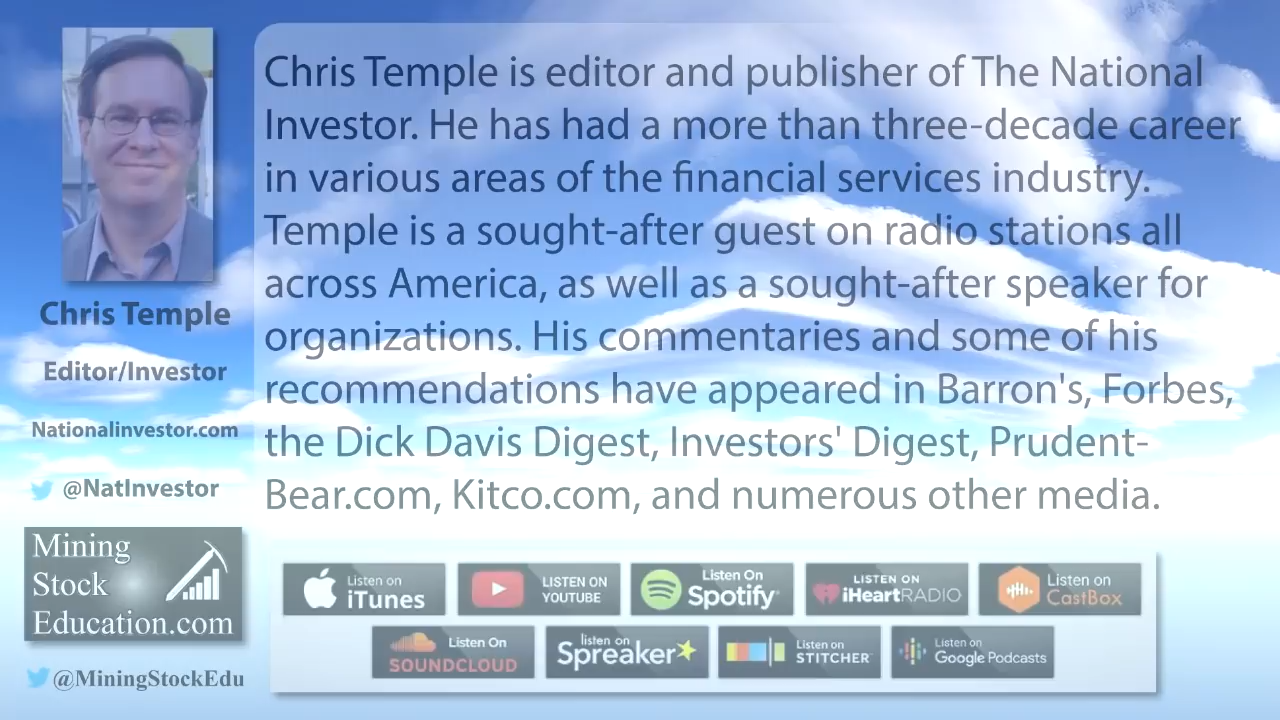 Chris Temple is editor and publisher of The National
Investor. He has had a more than three-decade career
in various areas of the financial services industry.
Temple is a sought-after guest on radio stations all
across America, as well as a sought-after speaker for
organizations. His commentaries and some of his
recommendations have appeared in Barron's, Forbes,
the Dick Davis Digest, Investors' Digest, Prudent-
Bear.com, Kitco.com, and numerous other media.
Chris Temple
Editor/Investor
Nationalinvestor.com
@NatInvestor
Mining
Stock
Education.com
@MiningStockEdu
Listen on
iTunes
LISTEN ON
YOUTUBE
Listen On
Spotify
LISTEN ON
iHeartRADIO
Listen on
CastBox
Listen On
SOUNDCLOUD
listen on
Spreaker
Listen on
STITCHER
Listen on
Google Podcasts